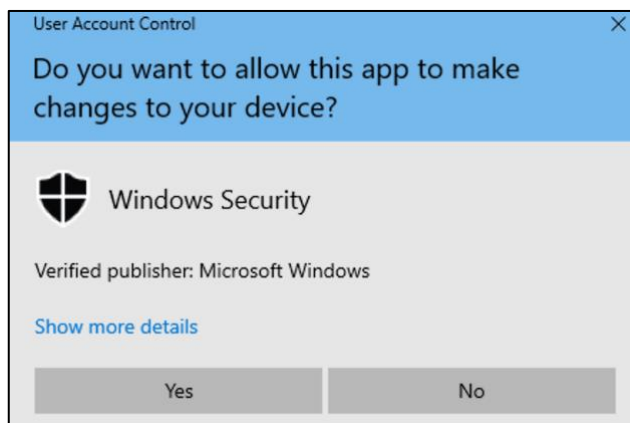 User Account Control
Do you want to allow this app to make
changes to your device?
Windows Security
Verified publisher: Microsoft Windows
Show more details
Yes
No